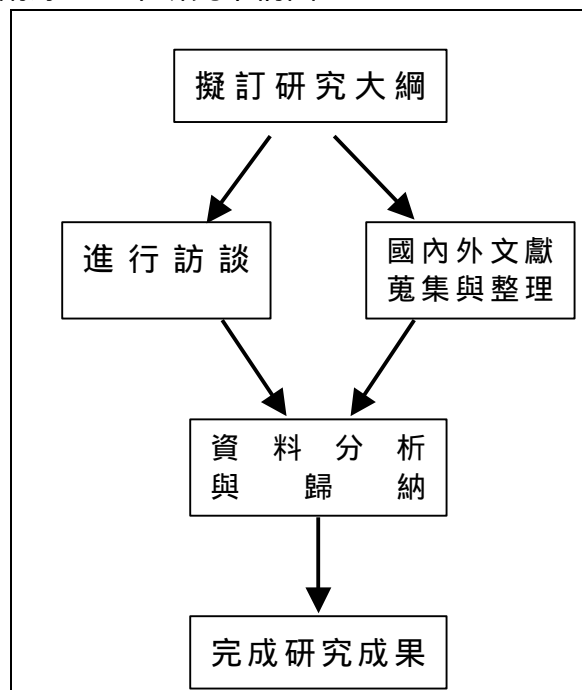 擬訂研究大綱
進行訪談
國內外文獻
蒐集與整理
資料分析
與歸納
完成研究成果